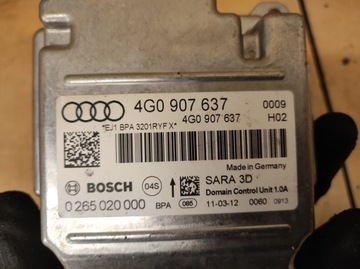 4G0 907 637 0009
*EJ1 BPA 3201RYF X* 4G0 907 637 H02
Made in Germany
BOSCH 04S SARA 3D
Domain Control Unit 1.0A
0 265 020 000 BPA 085 11-03-12 0060 0913